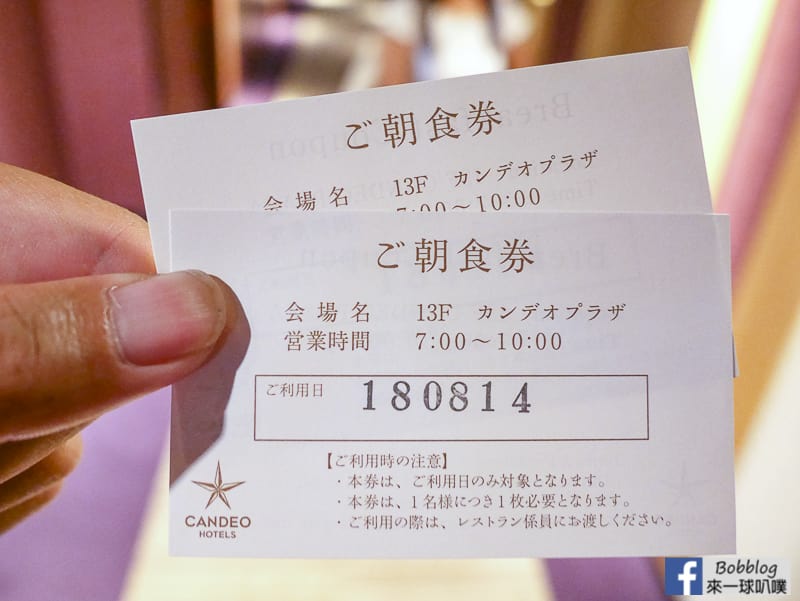 ご朝食券
会場名 13F カンデオプラザ
7:00～10:00
ご朝食券
会場名 13F カンデオプラザ
営業時間 7:00～10:00
ご利用日 180814
【ご利用時の注意】
・本券は、ご利用日のみ対象となります。
・本券は、1名様につき1枚必要となります。
・ご利用の際は、レストラン係員にお渡しください。
CANDEO
HOTELS
f Bobblog
來一球叭噗